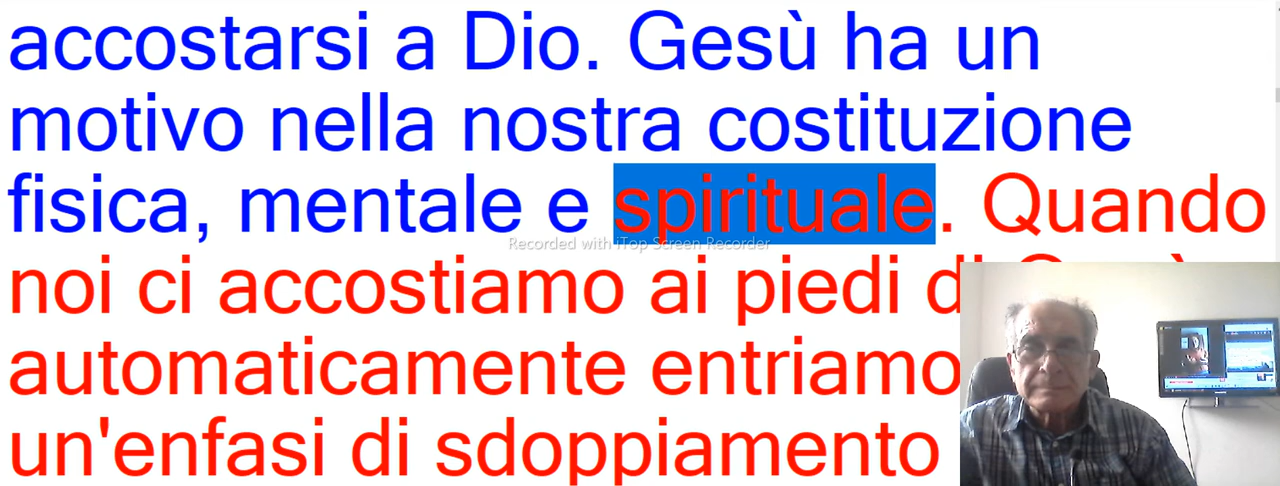 accostarsi a Dio. Gesù ha un
motivo nella nostra costituzione
fisica, mentale e spirituale. Quando
Recorded with iTop Screen Recorder
noi ci accostiamo ai piedi di
automaticamente entriamo
un'enfasi di sdoppiamento